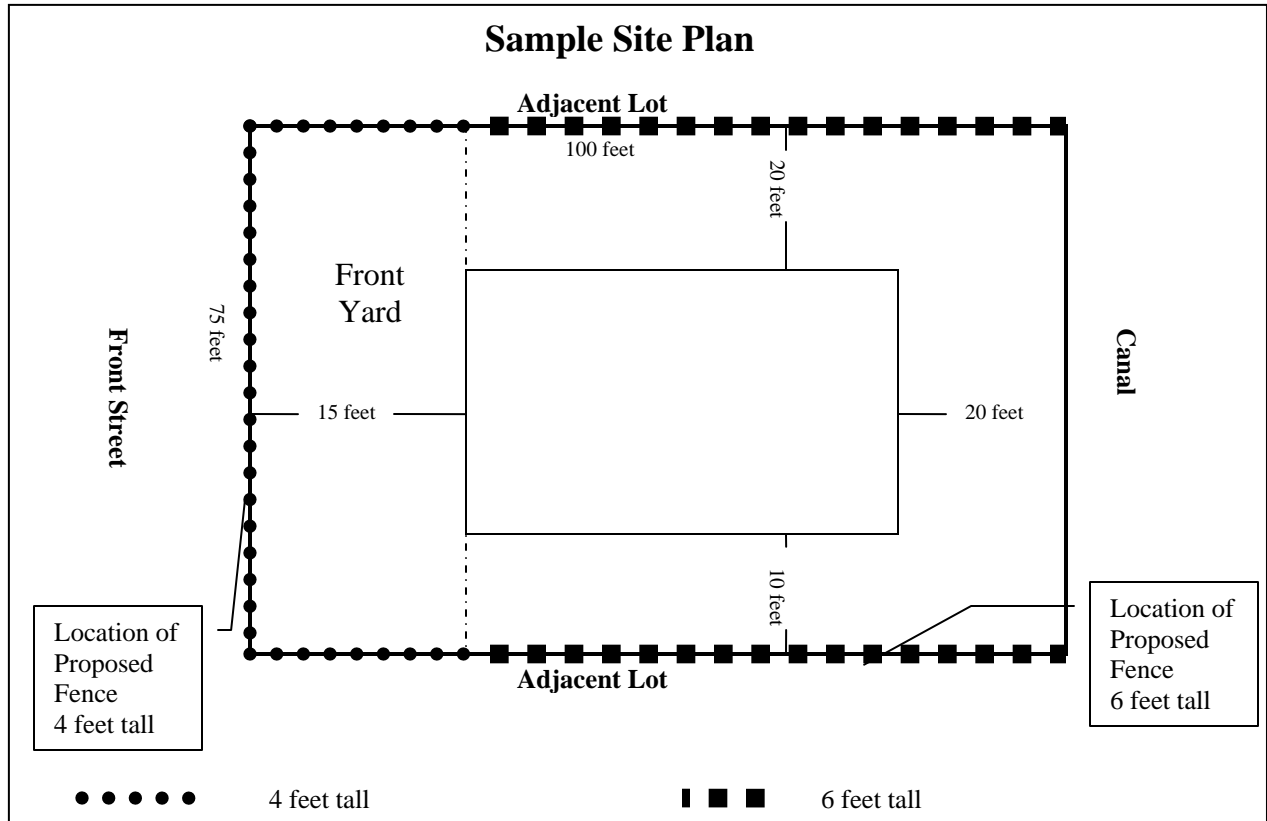 Sample Site Plan
Adjacent Lot
100 feet
20 feet
Front
Yard
75 feet
Front Street
Canal
15 feet
20 feet
10 feet
Location of
Proposed
Fence
4 feet tall
Location of
Proposed
Fence
6 feet tall
Adjacent Lot
4 feet tall
6 feet tall